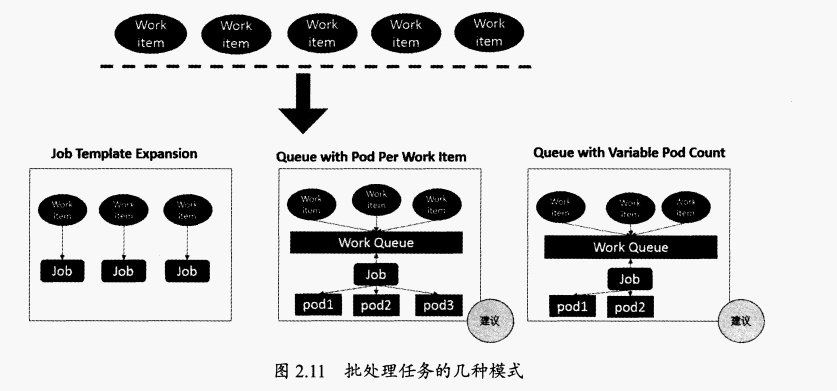 Work item
Work item
Work item
Work item
Work item
Job Template Expansion
Work item
Work item
Work item
Job
Job
Job
Queue with Pod Per Work Item
Work item
Work item
Work item
Work Queue
Job
pod1
pod2
pod3
建议
Queue with Variable Pod Count
Work item
Work item
Work item
Work Queue
Job
pod1
pod2
建议
图 2.11 批处理任务的几种模式